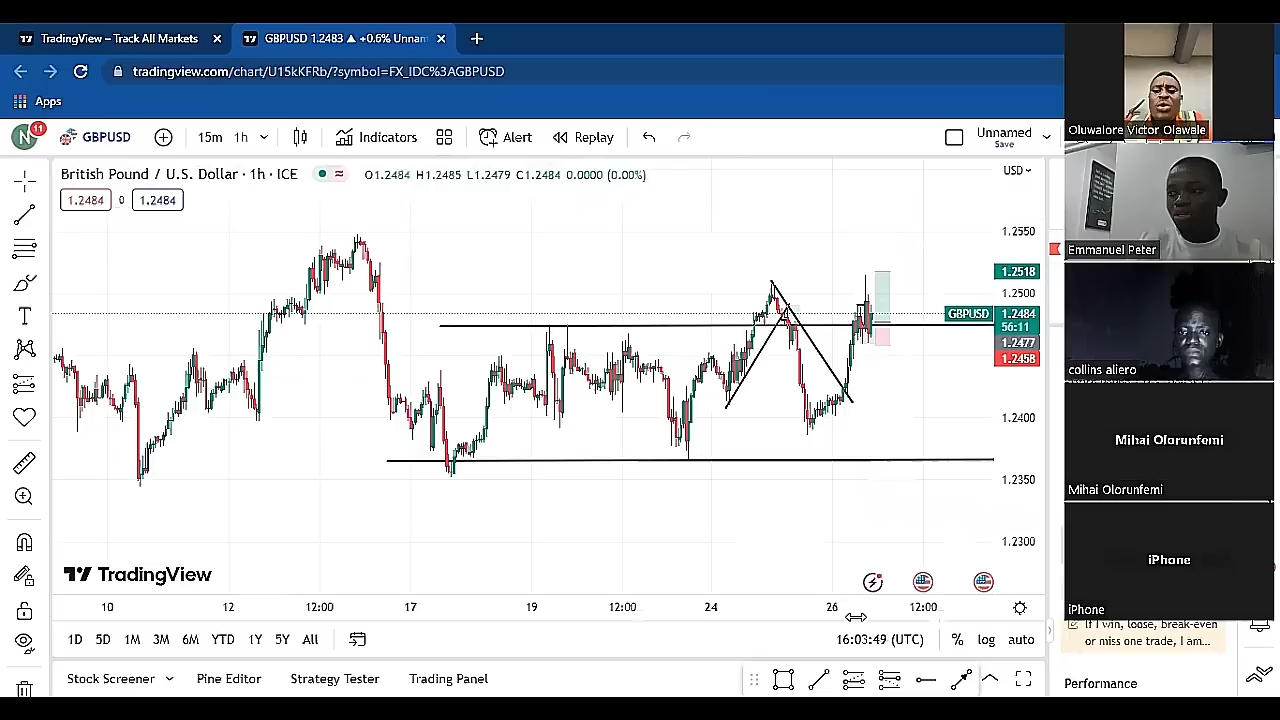 TradingView – Track All Markets
GBPUSD 1.2483 ▲ +0.6% Unnam
tradingview.com/chart/U15kKFRb/?symbol=FX_IDC%3AGBPUSD
Apps
N
11
GBPUSD
15m
1h
Indicators
Alert
Replay
Unnamed
Save
British Pound / U.S. Dollar · 1h · ICE
O1.2484 H1.2485 L1.2479 C1.2484 0.0000 (0.00%)
USD
1.2484
0
1.2484
1.2550
1.2518
1.2500
GBPUSD
1.2484
56:11
1.2477
1.2458
1.2400
1.2350
1.2300
TradingView
10
12
12:00
17
19
12:00
24
26
12:00
1D
5D
1M
3M
6M
YTD
1Y
5Y
All
16:03:49 (UTC)
%
log
auto
Stock Screener
Pine Editor
Strategy Tester
Trading Panel
Oluwalore Victor Olawale
Emmanuel Peter
collins aliero
Mihai Olorunfemi
Mihai Olorunfemi
iPhone
iPhone
If I win, loose, break-even
or miss one trade, I am...
Performance